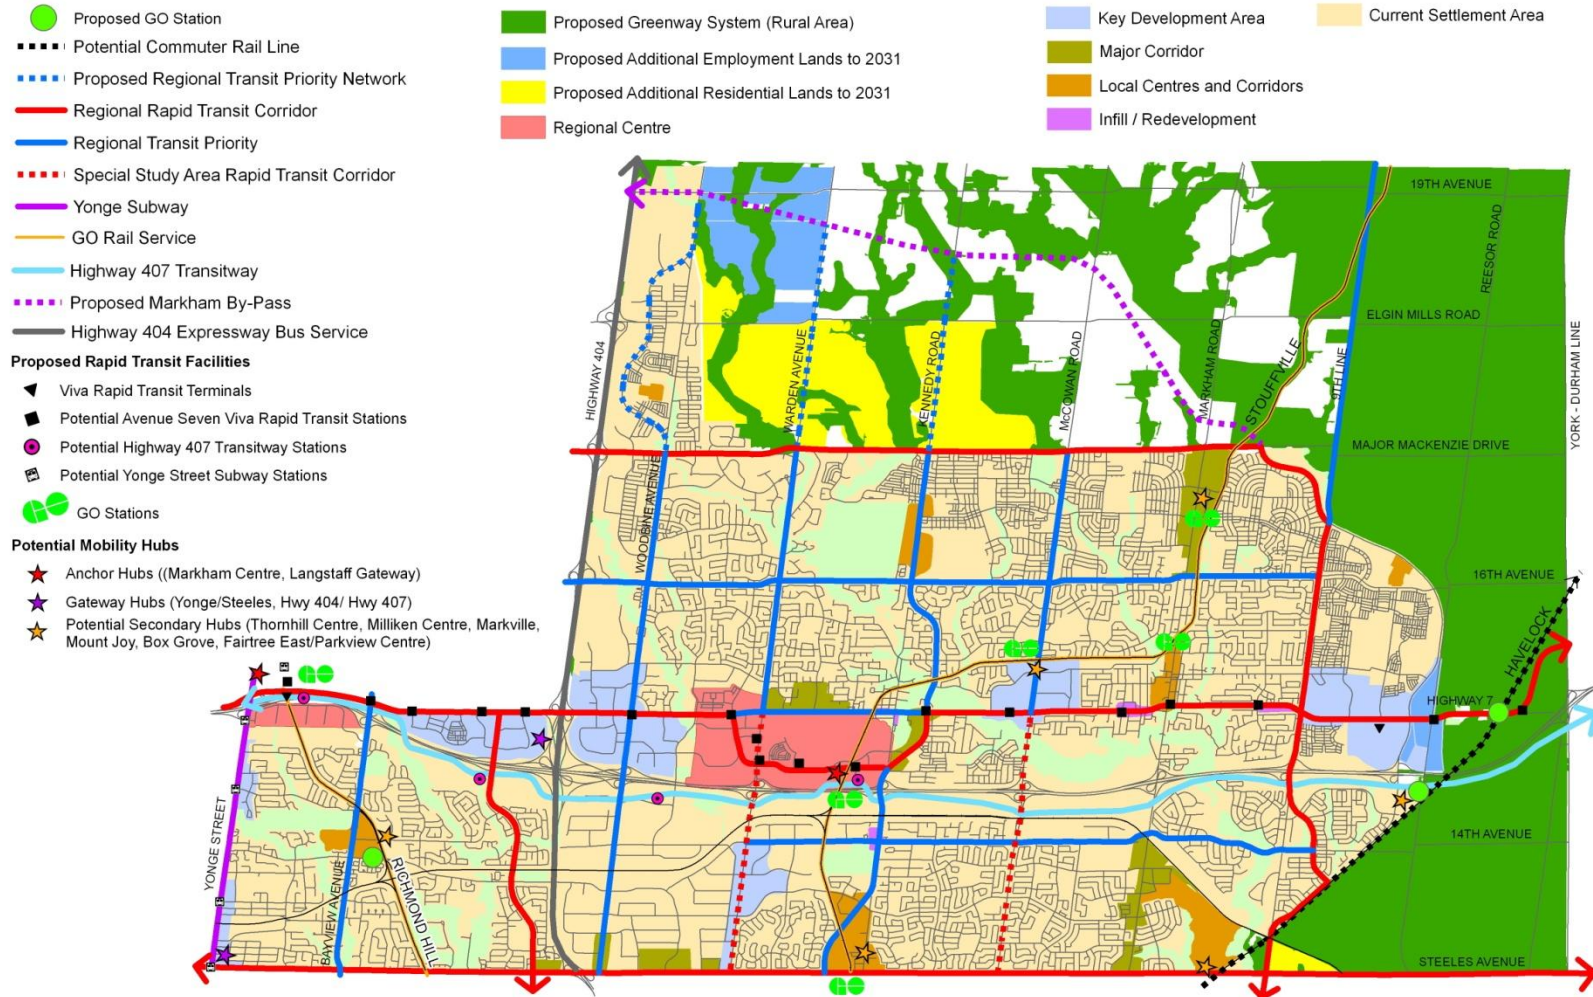 Proposed GO Station
Potential Commuter Rail Line
Proposed Regional Transit Priority Network
Regional Rapid Transit Corridor
Regional Transit Priority
Special Study Area Rapid Transit Corridor
Yonge Subway
GO Rail Service
Highway 407 Transitway
Proposed Markham By-Pass
Highway 404 Expressway Bus Service
Proposed Rapid Transit Facilities
Viva Rapid Transit Terminals
Potential Avenue Seven Viva Rapid Transit Stations
Potential Highway 407 Transitway Stations
Potential Yonge Street Subway Stations
GO Stations
Potential Mobility Hubs
Anchor Hubs ((Markham Centre, Langstaff Gateway)
Gateway Hubs (Yonge/Steeles, Hwy 404/ Hwy 407)
Potential Secondary Hubs (Thornhill Centre, Milliken Centre, Markville,
Mount Joy, Box Grove, Fairtree East/Parkview Centre)
Proposed Greenway System (Rural Area)
Proposed Additional Employment Lands to 2031
Proposed Additional Residential Lands to 2031
Regional Centre
Key Development Area
Major Corridor
Local Centres and Corridors
Infill / Redevelopment
Current Settlement Area
19TH AVENUE
REESOR ROAD
ELGIN MILLS ROAD
HIGHWAY 404
WARDEN AVENUE
KENNEDY ROAD
McCOWAN ROAD
MARKHAM ROAD
STOUFFVILLE
9TH LINE
YORK - DURHAM LINE
MAJOR MACKENZIE DRIVE
WOODBINE AVENUE
16TH AVENUE
HAVELOCK
HIGHWAY 7
14TH AVENUE
YONGE STREET
BAYVIEW AVENUE
RICHMOND HILL
STEELES AVENUE